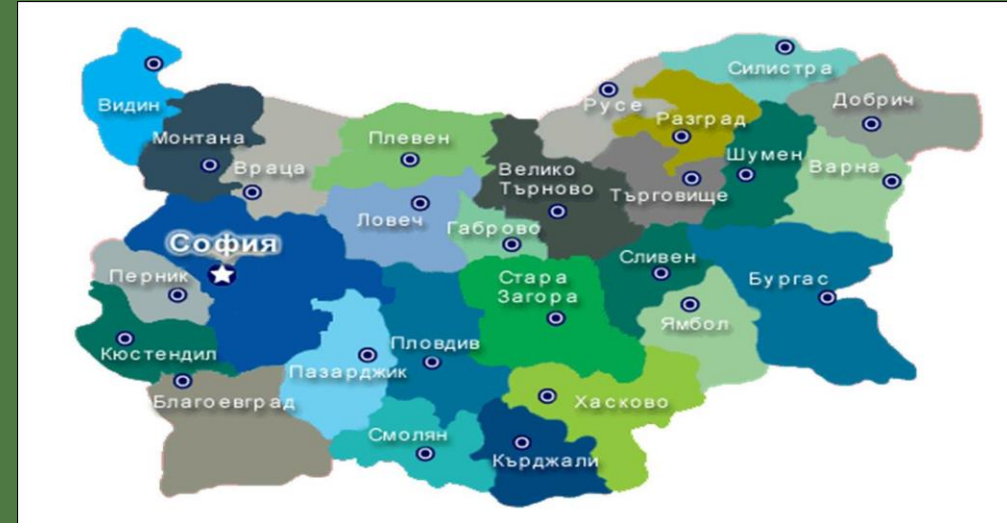 Силистра
Видин
Добрич
Русе
Разград
Монтана
Плевен
Шумен
Враца
Велико
Търново
Варна
Търговище
Ловеч
Габрово
София
Сливен
Перник
Стара
Загора
Бургас
Ямбол
Пловдив
Кюстендил
Пазарджик
Благоевград
Хасково
Смолян
Кърджали